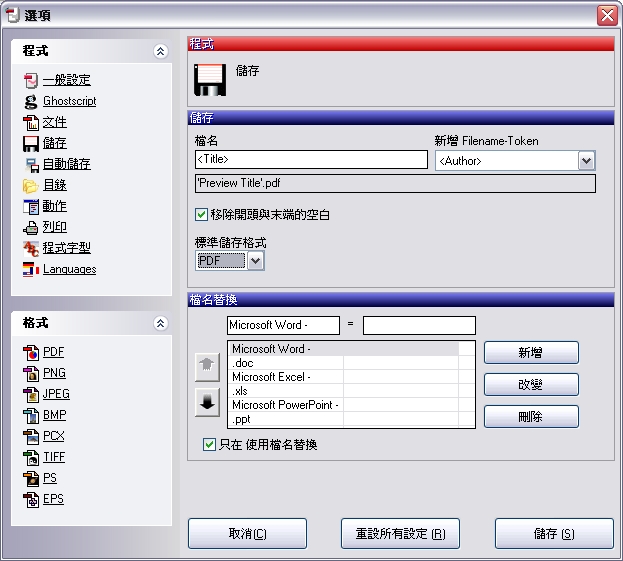 選項
程式
一般設定
Ghostscript
文件
儲存
自動儲存
目錄
動作
列印
程式字型
Languages
格式
PDF
PNG
JPEG
BMP
PCX
TIFF
PS
EPS
程式
儲存
儲存
檔名
新增 Filename-Token
<Title>
<Author>
'Preview Title'.pdf
移除開頭與末端的空白
標準儲存格式
PDF
檔名替換
Microsoft Word - =
Microsoft Word -
.doc
Microsoft Excel -
.xls
Microsoft PowerPoint -
.ppt
新增
改變
刪除
只在 使用檔名替換
取消(C)
重設所有設定 (R)
儲存 (S)